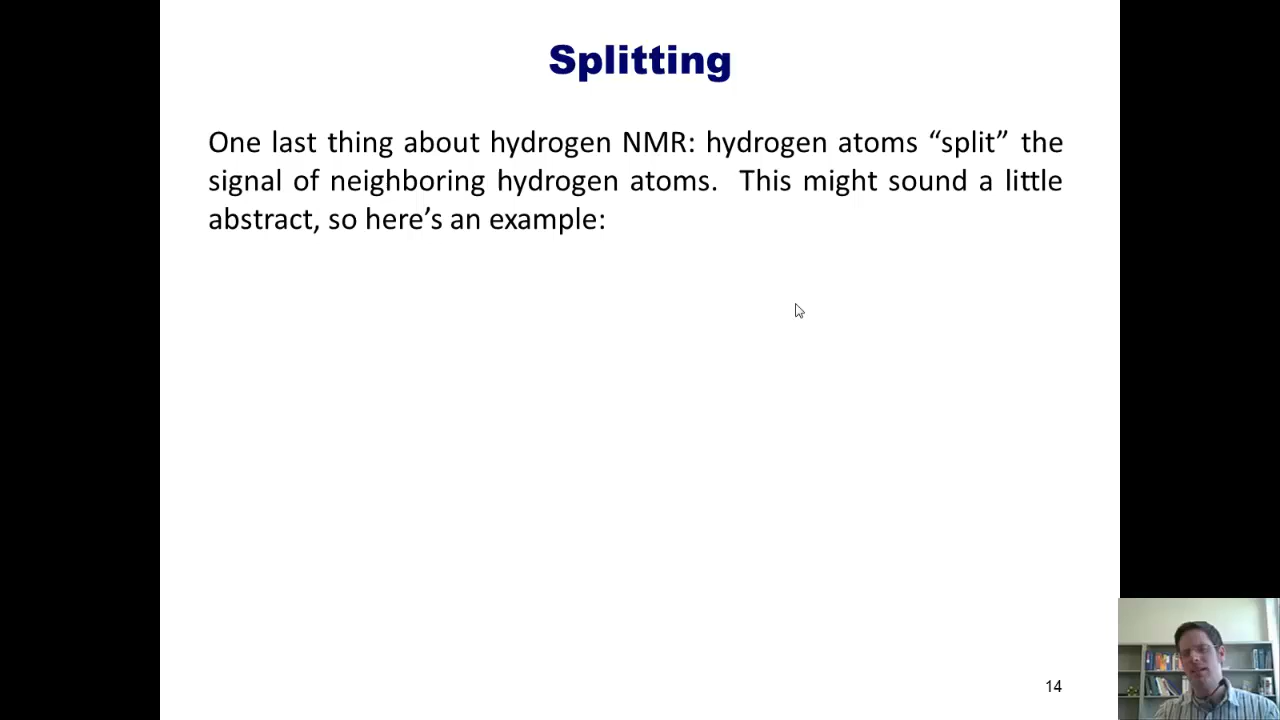 Splitting
One last thing about hydrogen NMR: hydrogen atoms “split” the
signal of neighboring hydrogen atoms.  This might sound a little
abstract, so here’s an example:
14